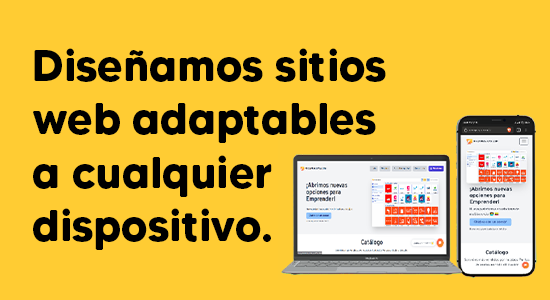 Diseñamos sitios
web adaptables
a cualquier
dispositivo.
¡Abrimos nuevas
opciones para
Emprender!
Catálogo
¡Abrimos nuevas
opciones para
Emprender!
Catálogo